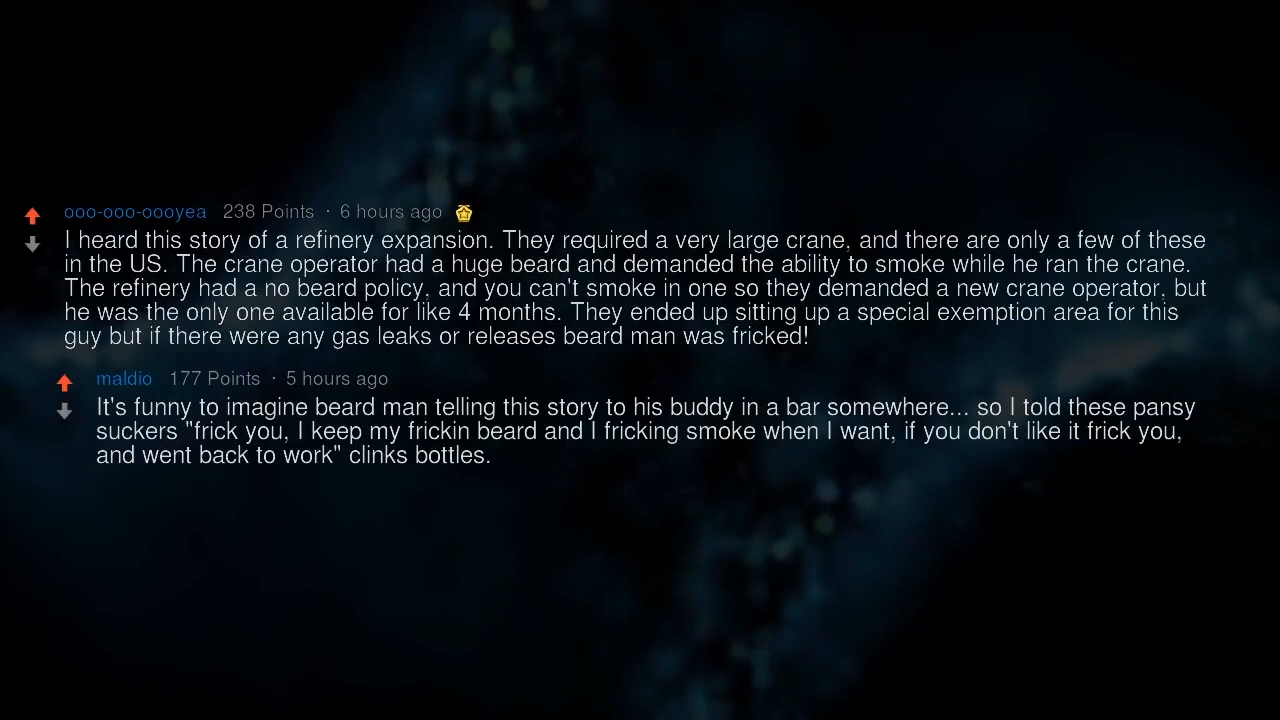 ooo-ooo-oooyea 238 Points · 6 hours ago
I heard this story of a refinery expansion. They required a very large crane, and there are only a few of these
in the US. The crane operator had a huge beard and demanded the ability to smoke while he ran the crane.
The refinery had a no beard policy, and you can't smoke in one so they demanded a new crane operator, but
he was the only one available for like 4 months. They ended up sitting up a special exemption area for this
guy but if there were any gas leaks or releases beard man was fricked!
maldio 177 Points · 5 hours ago
It's funny to imagine beard man telling this story to his buddy in a bar somewhere... so I told these pansy
suckers "frick you, I keep my frickin beard and I fricking smoke when I want, if you don't like it frick you,
and went back to work" clinks bottles.